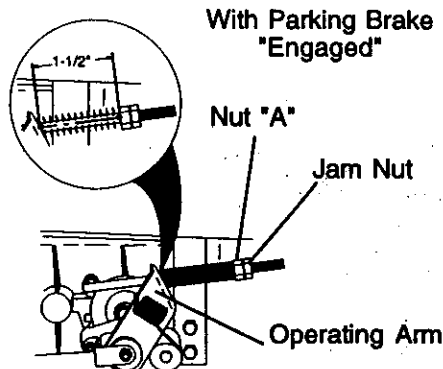 With Parking Brake
"Engaged"
1-1/2"
Nut "A"
Jam Nut
Operating Arm